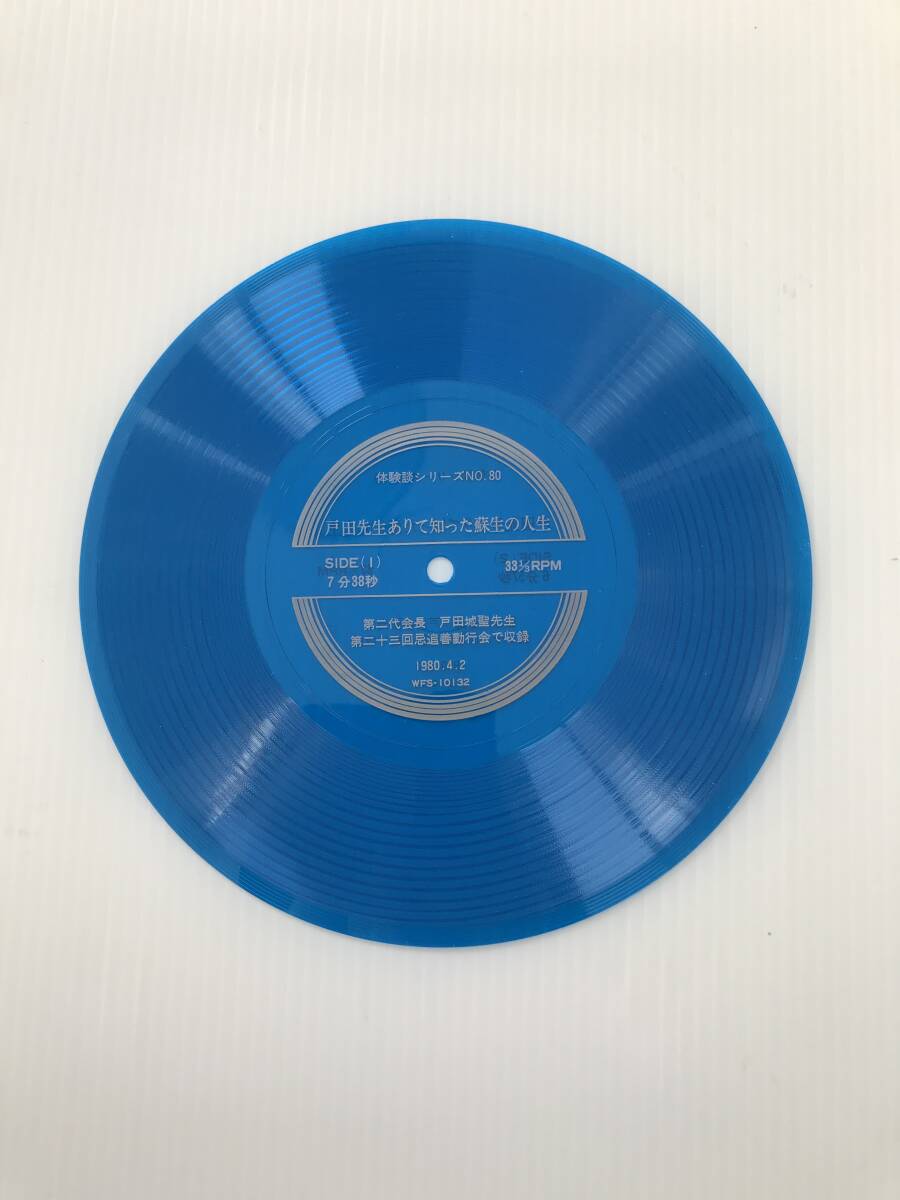 体験談シリーズNO.80
戸田先生ありて知った蘇生の人生
SIDE(1)
7分38秒
33⅓RPM
第二代会長 戸田城聖先生
第二十三回忌追善勤行会で収録
1980.4.2
WFS-10132